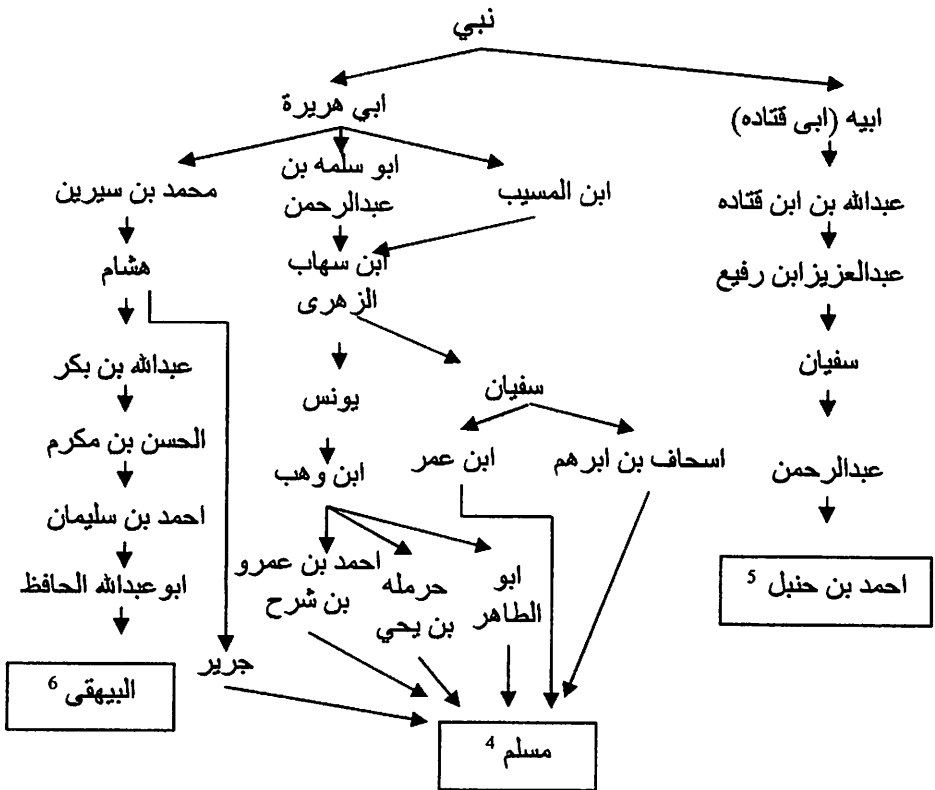 نبي
ابي هريرة
ابيه (ابى قتاده)
ابو سلمه بن
عبدالرحمن
محمد بن سيرين
ابن المسيب
عبدالله بن ابن قتاده
هشام
ابن سهاب
الزهرى
عبدالعزيزابن رفيع
عبدالله بن بكر
سفيان
سفيان
يونس
الحسن بن مكرم
ابن عمر
اسحاف بن ابرهم
ابن وهب
عبدالرحمن
احمد بن سليمان
احمد بن عمرو
بن شرح
حرمله
بن يحي
ابو
الطاهر
ابو عبدالله الحافظ
احمد بن حنبل 5
جرير
البيهقى 6
مسلم 4